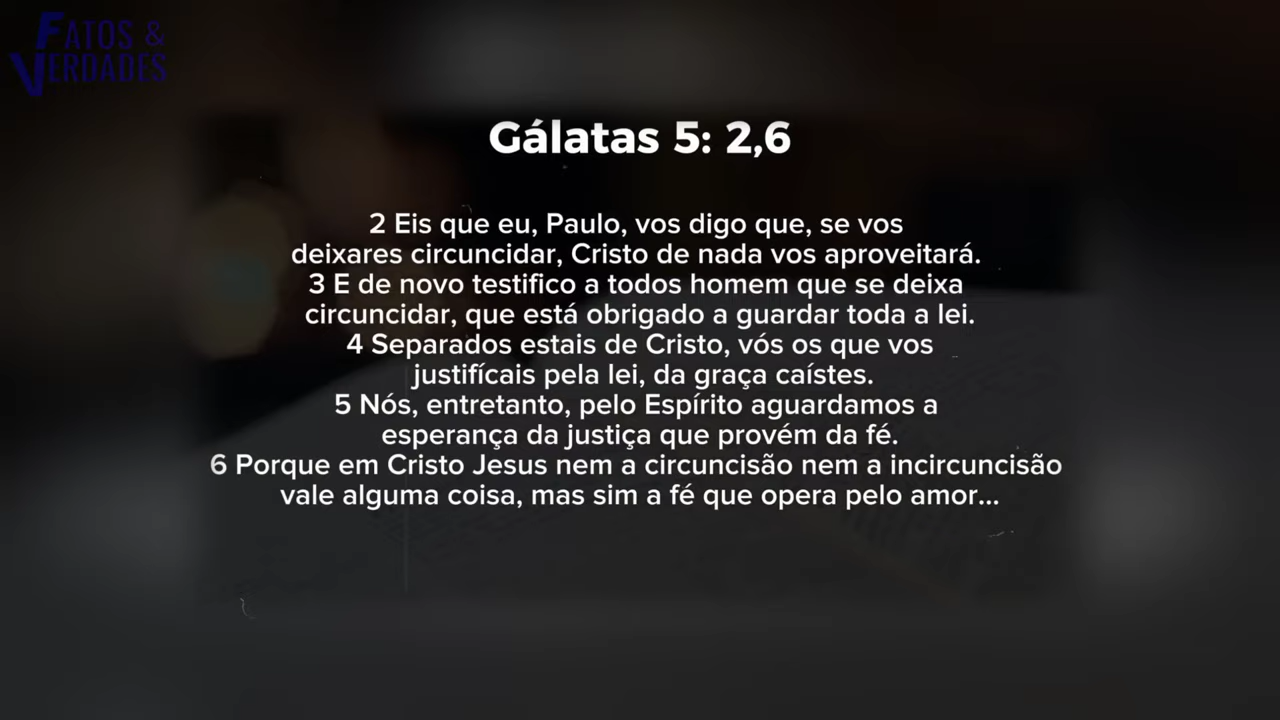 FATOS &
VERDADES
Gálatas 5: 2,6
2 Eis que eu, Paulo, vos digo que, se vos
deixares circuncidar, Cristo de nada vos aproveitará.
3 E de novo testifico a todos homem que se deixa
circuncidar, que está obrigado a guardar toda a lei.
4 Separados estais de Cristo, vós os que vos
justifícais pela lei, da graça caístes.
5 Nós, entretanto, pelo Espírito aguardamos a
esperança da justiça que provém da fé.
6 Porque em Cristo Jesus nem a circuncisão nem a incircuncisão
vale alguma coisa, mas sim a fé que opera pelo amor...